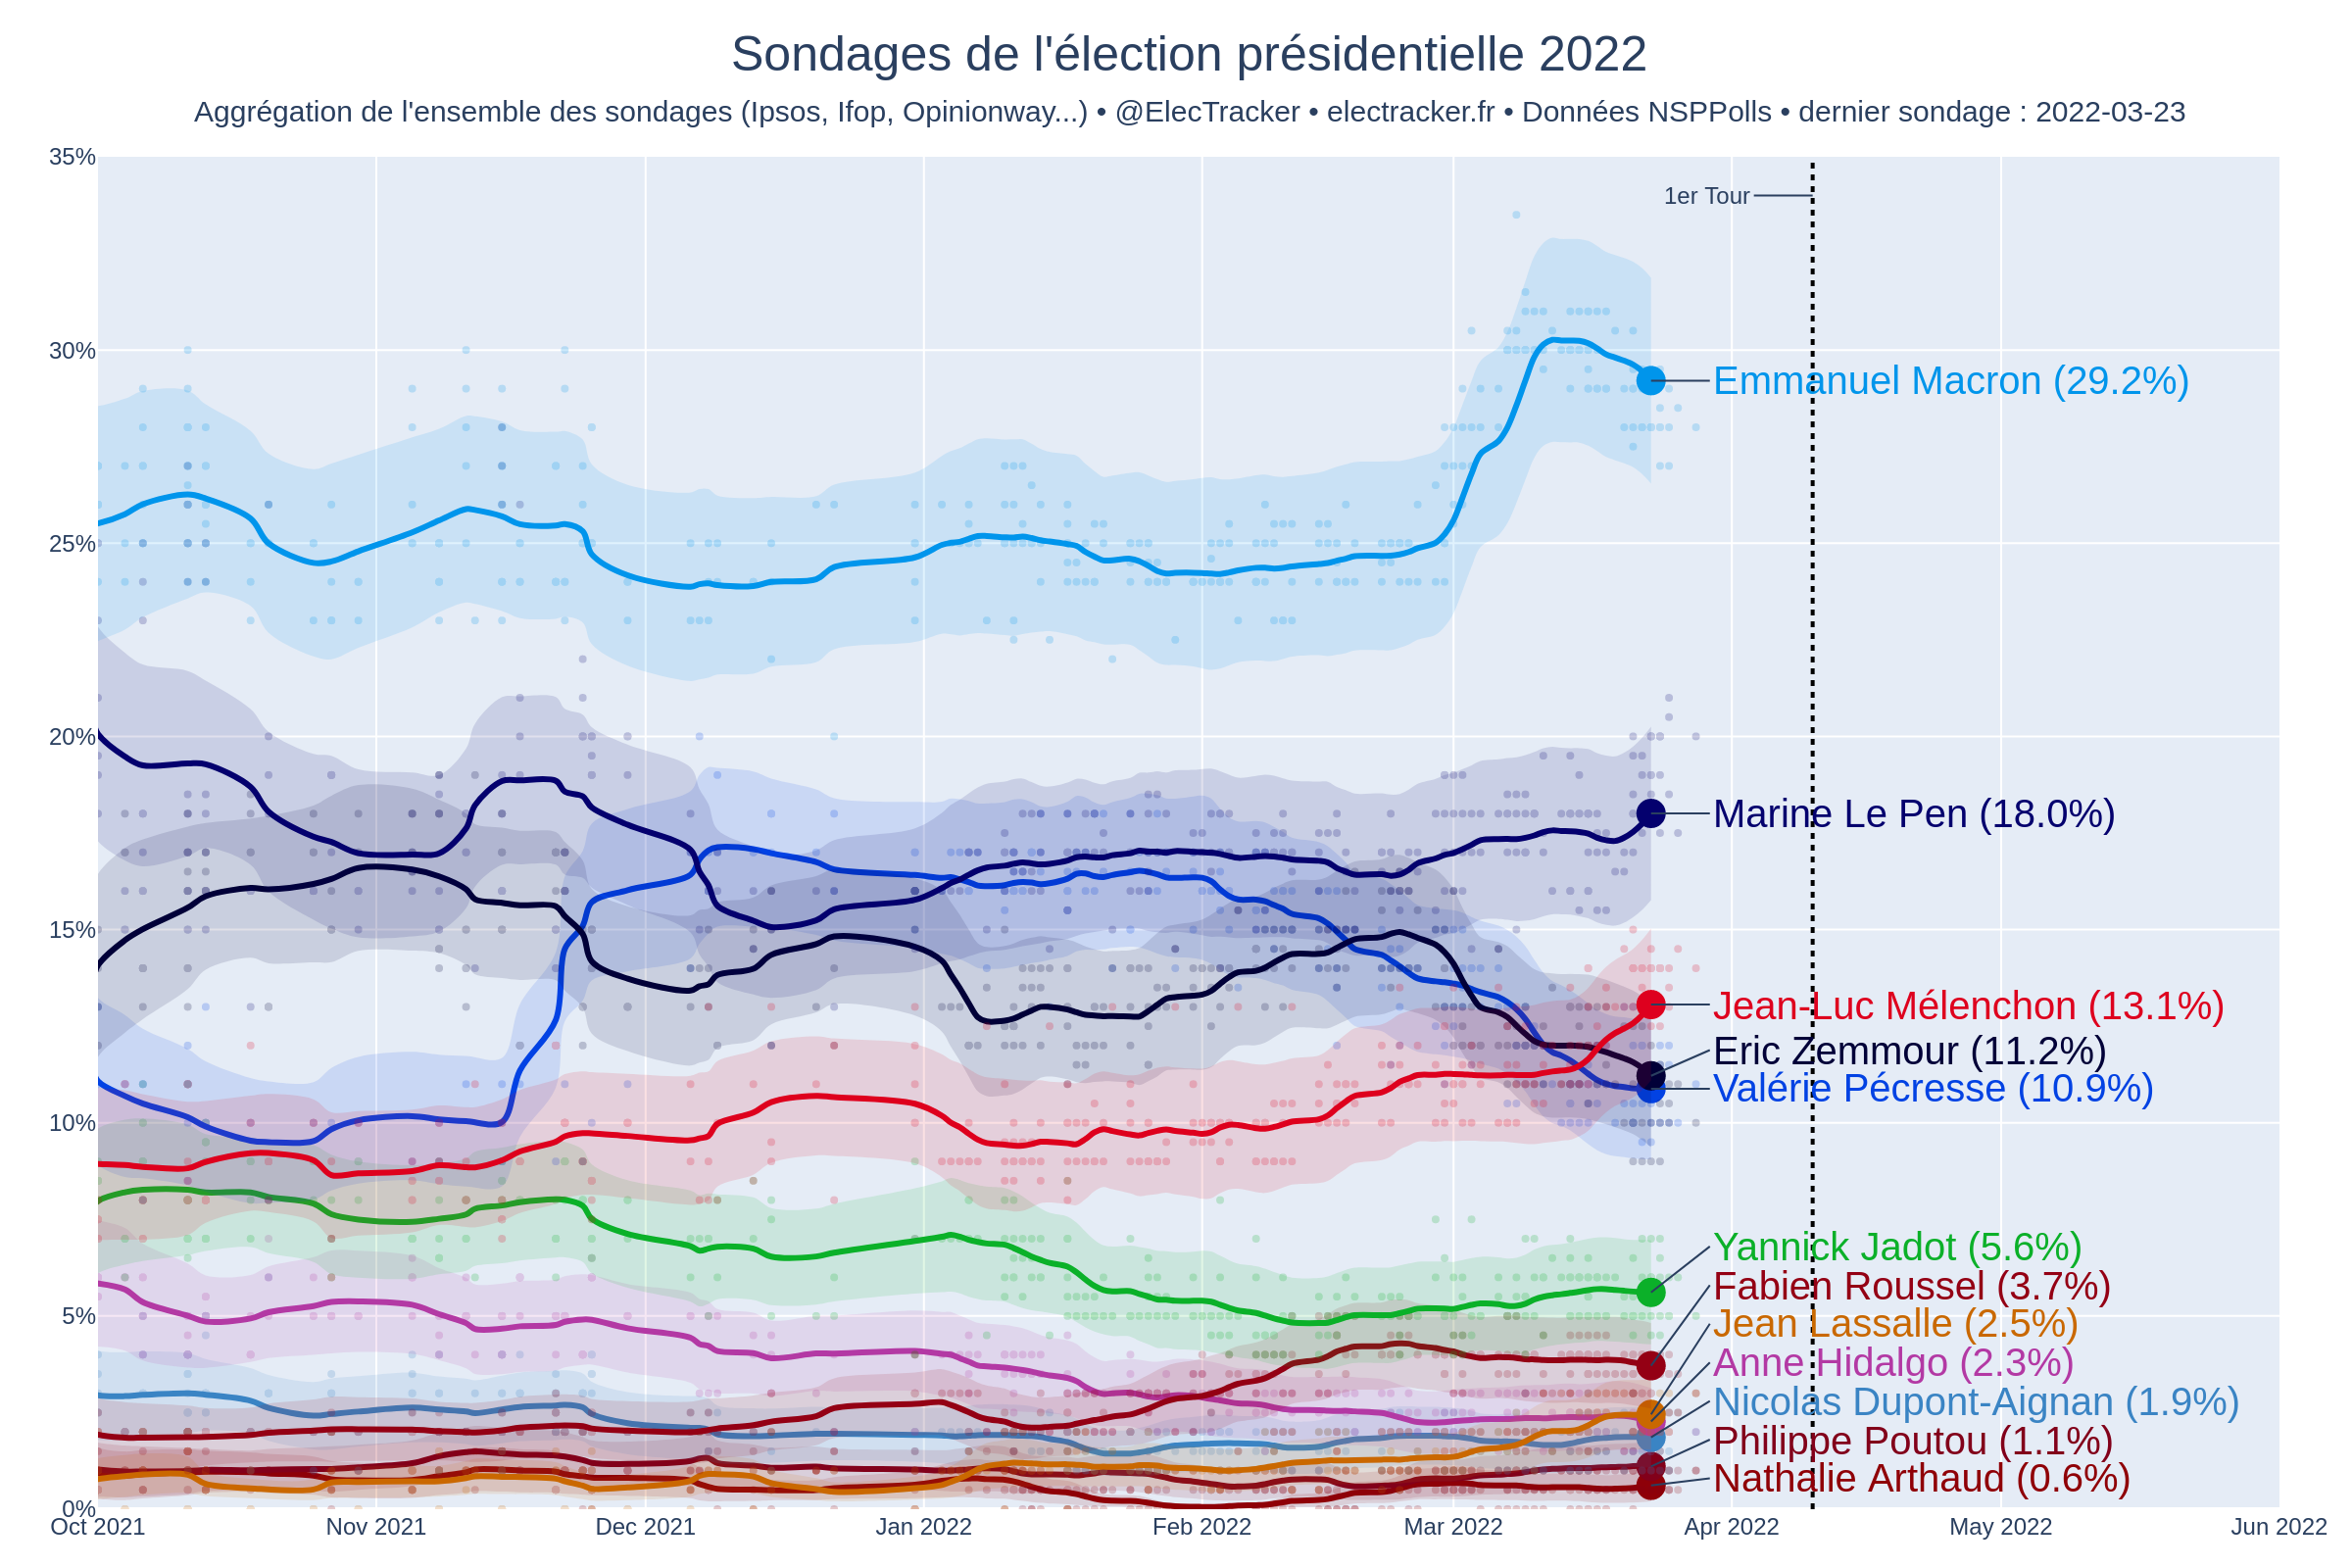 Sondages de l'élection présidentielle 2022
Aggrégation de l'ensemble des sondages (Ipsos, Ifop, Opinionway...) • @ElecTracker • electracker.fr • Données NSPPolls • dernier sondage : 2022-03-23
35%
1er Tour
30%
Emmanuel Macron (29.2%)
25%
20%
Marine Le Pen (18.0%)
15%
Jean-Luc Mélenchon (13.1%)
Eric Zemmour (11.2%)
Valérie Pécresse (10.9%)
10%
Yannick Jadot (5.6%)
Fabien Roussel (3.7%)
5%
Jean Lassalle (2.5%)
Anne Hidalgo (2.3%)
Nicolas Dupont-Aignan (1.9%)
Philippe Poutou (1.1%)
Nathalie Arthaud (0.6%)
0%
Oct 2021 Nov 2021 Dec 2021 Jan 2022 Feb 2022 Mar 2022 Apr 2022 May 2022 Jun 2022